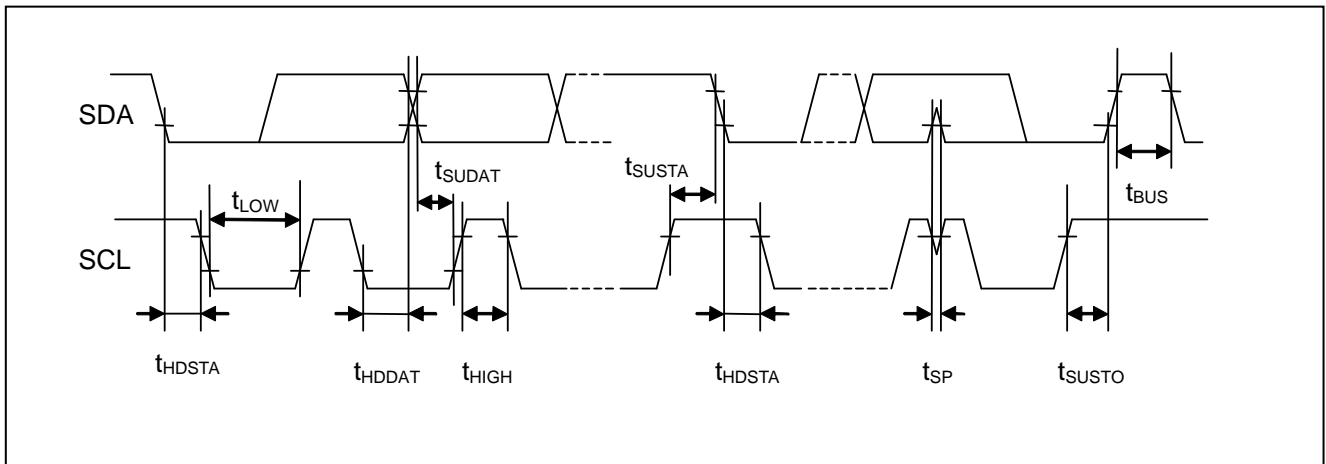 SDA
tSUDAT
tSUSTA
tLOW
tBUS
SCL
tHDSTA
tHDDAT
tHIGH
tHDSTA
tSP
tSUSTO